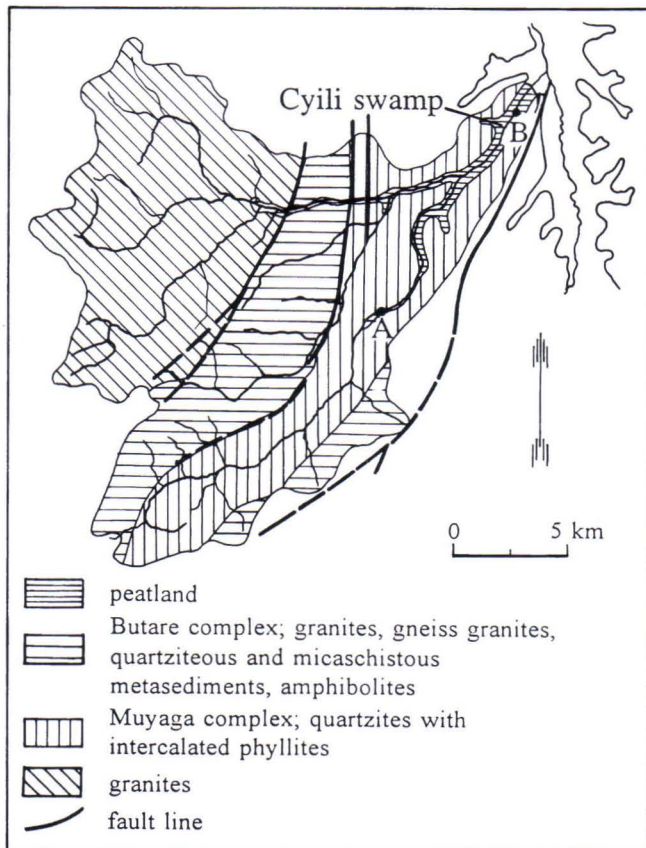 Cyili swamp
B
A
0 5 km
peatland
Butare complex; granites, gneiss granites,
quartziteous and micaschistous
metasediments, amphibolites
Muyaga complex; quartzites with
intercalated phyllites
granites
fault line